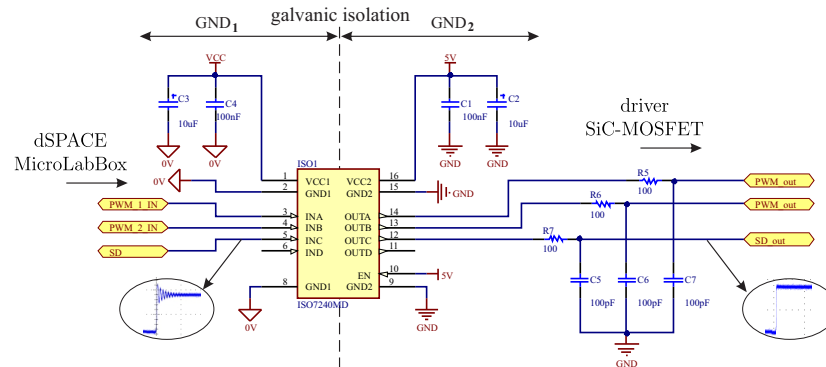 galvanic isolation
GND1 GND2
VCC 5V
C3 C4 C1 C2
10uF 100nF 100nF 10uF
0V 0V GND GND
driver
SiC-MOSFET
dSPACE
MicroLabBox
ISO1
0V
1 VCC1 VCC2 16
2 GND1 GND2 15 GND
R5 100 PWM_out
PWM_1_IN 3 INA OUTA 14
R6 100 PWM_out
PWM_2_IN 4 INB OUTB 13
R7 100 SD_out
SD 5 INC OUTC 12
6 IND OUTD 11
EN 10 5V
8 GND1 GND2 9
ISO7240MD
C5 C6 C7
100pF 100pF 100pF
0V GND GND